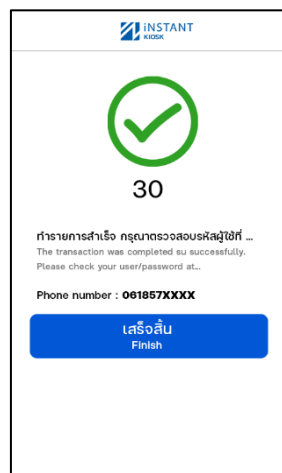 iNSTANT
KIOSK
30
ทำรายการสำเร็จ กรุณาตรวจสอบรหัสผู้ใช้ที่ ...
The transaction was completed su successfully.
Please check your user/password at...
Phone number : 061857XXXX
เสร็จสิ้น
Finish